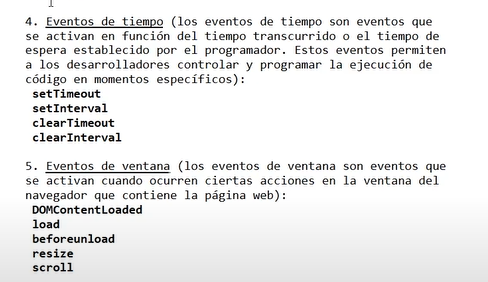 4. Eventos de tiempo (los eventos de tiempo son eventos que
se activan en función del tiempo transcurrido o el tiempo de
espera establecido por el programador. Estos eventos permiten
a los desarrolladores controlar y programar la ejecución de
código en momentos específicos):
setTimeout
setInterval
clearTimeout
clearInterval
5. Eventos de ventana (los eventos de ventana son eventos que
se activan cuando ocurren ciertas acciones en la ventana del
navegador que contiene la página web):
DOMContentLoaded
load
beforeunload
resize
scroll